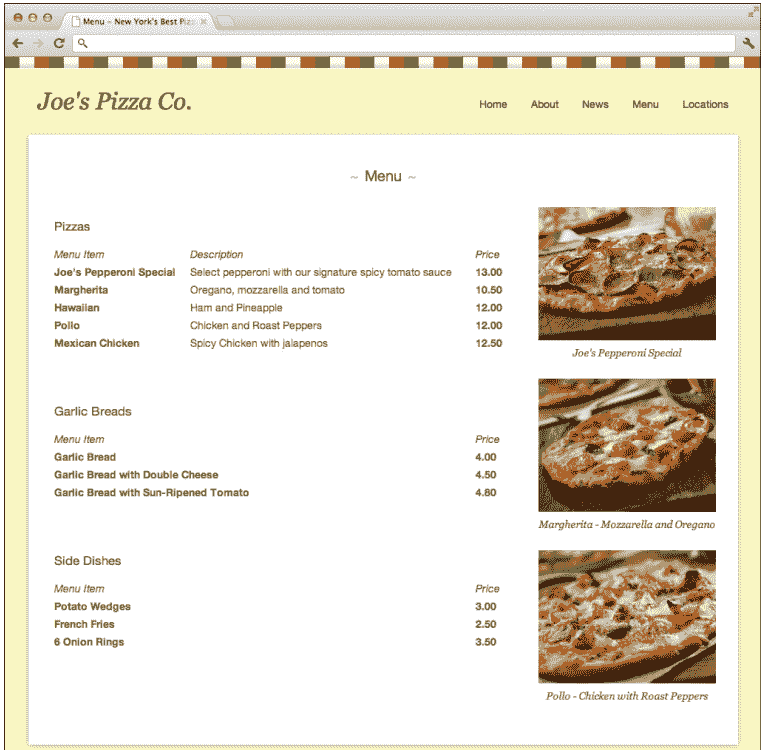 Menu – New York's Best Piz
Joe's Pizza Co.
Home About News Menu Locations
~ Menu ~
Pizzas
Menu Item Description Price
Joe's Pepperoni Special Select pepperoni with our signature spicy tomato sauce 13.00
Margherita Oregano, mozzarella and tomato 10.50
Hawaiian Ham and Pineapple 12.00
Pollo Chicken and Roast Peppers 12.00
Mexican Chicken Spicy Chicken with jalapenos 12.50
Joe's Pepperoni Special
Garlic Breads
Menu Item Price
Garlic Bread 4.00
Garlic Bread with Double Cheese 4.50
Garlic Bread with Sun-Ripened Tomato 4.80
Margherita - Mozzarella and Oregano
Side Dishes
Menu Item Price
Potato Wedges 3.00
French Fries 2.50
6 Onion Rings 3.50
Pollo - Chicken with Roast Peppers